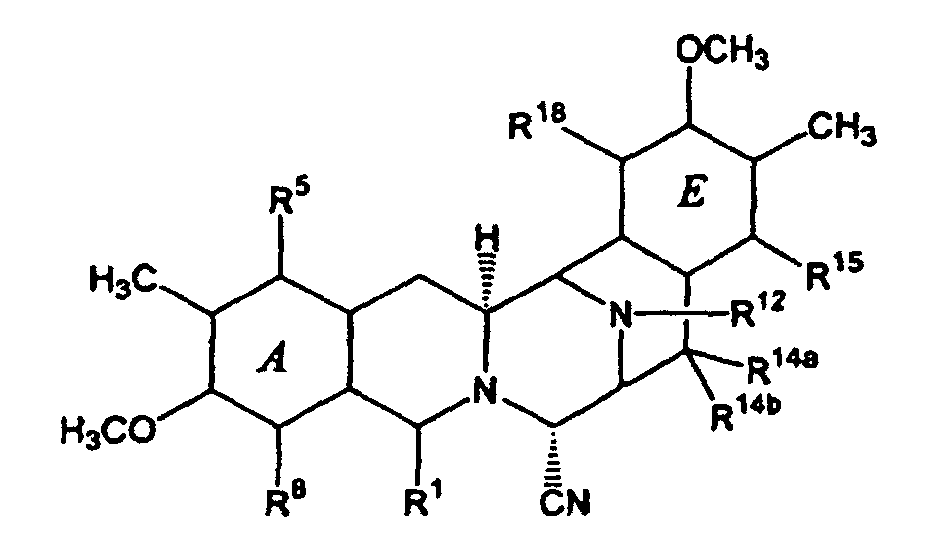 OCH3
R18
CH3
E
R5
H
R15
H3C
N
R12
A
R14a
N
R14b
H3CO
R8
R1
CN